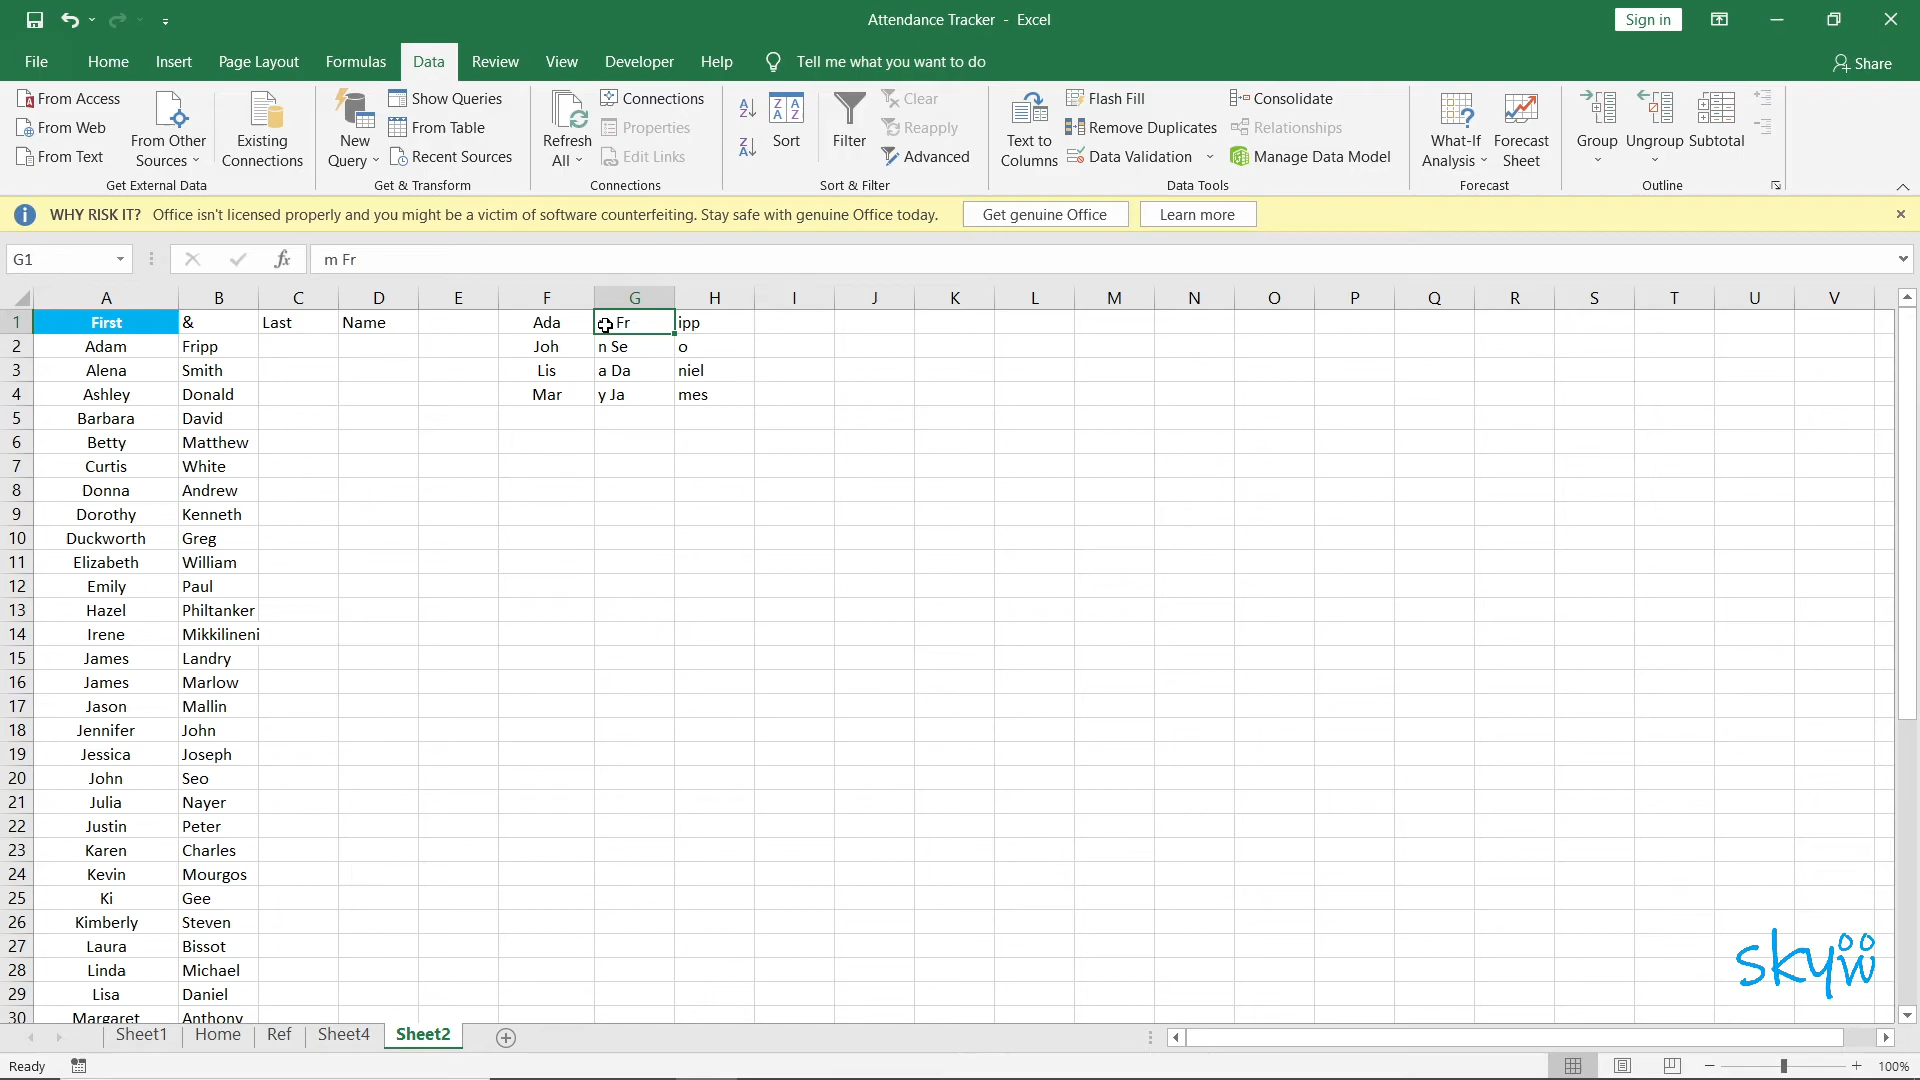 Attendance Tracker - Excel
Sign in
File Home Insert Page Layout Formulas Data Review View Developer Help Tell me what you want to do
Share
From Access
From Web
From Text
From Other Sources
Existing Connections
Get External Data
New Query
Show Queries
From Table
Recent Sources
Get & Transform
Refresh All
Connections
Properties
Edit Links
Connections
Sort
Filter
Clear
Reapply
Advanced
Sort & Filter
Text to Columns
Flash Fill
Remove Duplicates
Data Validation
Consolidate
Relationships
Manage Data Model
Data Tools
What-If Analysis
Forecast Sheet
Forecast
Group
Ungroup
Subtotal
Outline
WHY RISK IT? Office isn't licensed properly and you might be a victim of software counterfeiting. Stay safe with genuine Office today. Get genuine Office Learn more
G1 fx m Fr
A B C D E F G H I J K L M N O P Q R S T U V
1 First & Last Name Ada Fr ipp
2 Adam Fripp Joh n Se o
3 Alena Smith Lis a Da niel
4 Ashley Donald Mar y Ja mes
5 Barbara David
6 Betty Matthew
7 Curtis White
8 Donna Andrew
9 Dorothy Kenneth
10 Duckworth Greg
11 Elizabeth William
12 Emily Paul
13 Hazel Philtanker
14 Irene Mikkilineni
15 James Landry
16 James Marlow
17 Jason Mallin
18 Jennifer John
19 Jessica Joseph
20 John Seo
21 Julia Nayer
22 Justin Peter
23 Karen Charles
24 Kevin Mourgos
25 Ki Gee
26 Kimberly Steven
27 Laura Bissot
28 Linda Michael
29 Lisa Daniel
30 Margaret Anthony
Sheet1 Home Ref Sheet4 Sheet2
Ready
100%